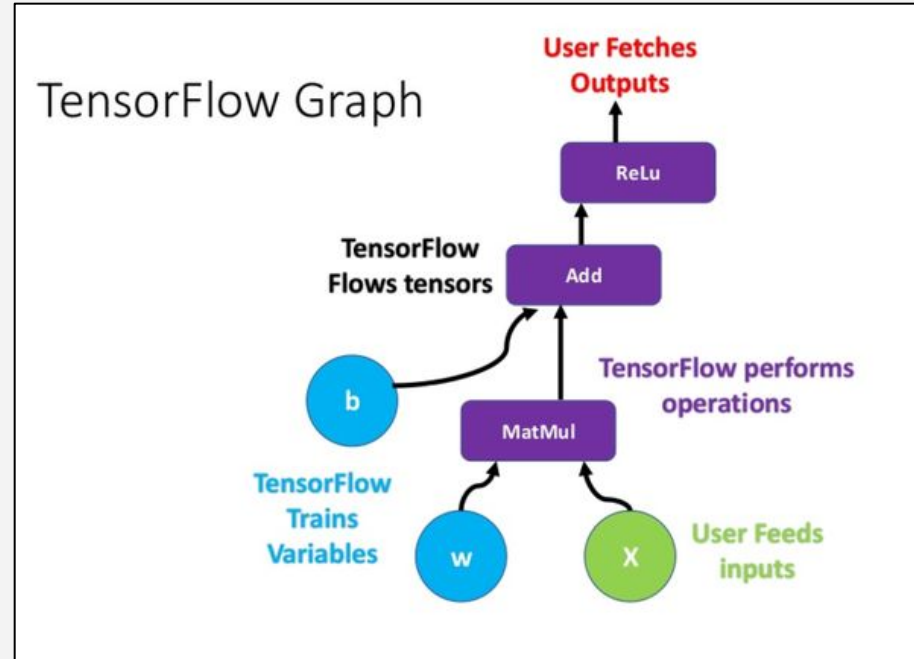 TensorFlow Graph
User Fetches
Outputs
ReLu
TensorFlow
Flows tensors
Add
b
TensorFlow performs
operations
MatMul
TensorFlow
Trains
Variables
w
X
User Feeds
inputs